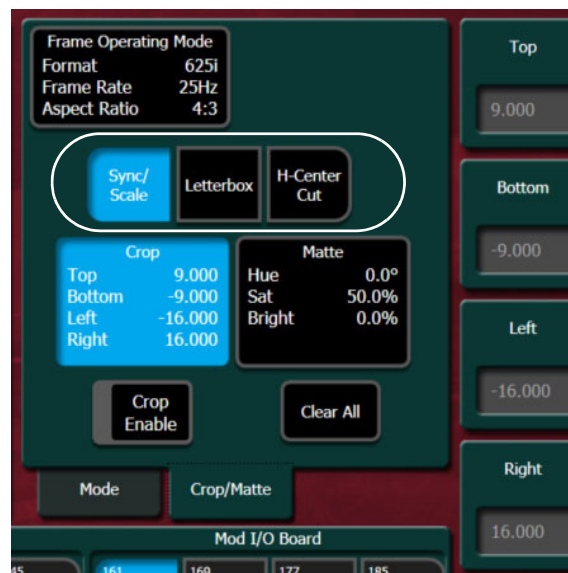 Frame Operating Mode
Format 625i
Frame Rate 25Hz
Aspect Ratio 4:3
Sync/
Scale
Letterbox
H-Center
Cut
Crop
Top 9.000
Bottom -9.000
Left -16.000
Right 16.000
Matte
Hue 0.0°
Sat 50.0%
Bright 0.0%
Crop
Enable
Clear All
Mode
Crop/Matte
Top
9.000
Bottom
-9.000
Left
-16.000
Right
16.000
Mod I/O Board
161
169
177
185